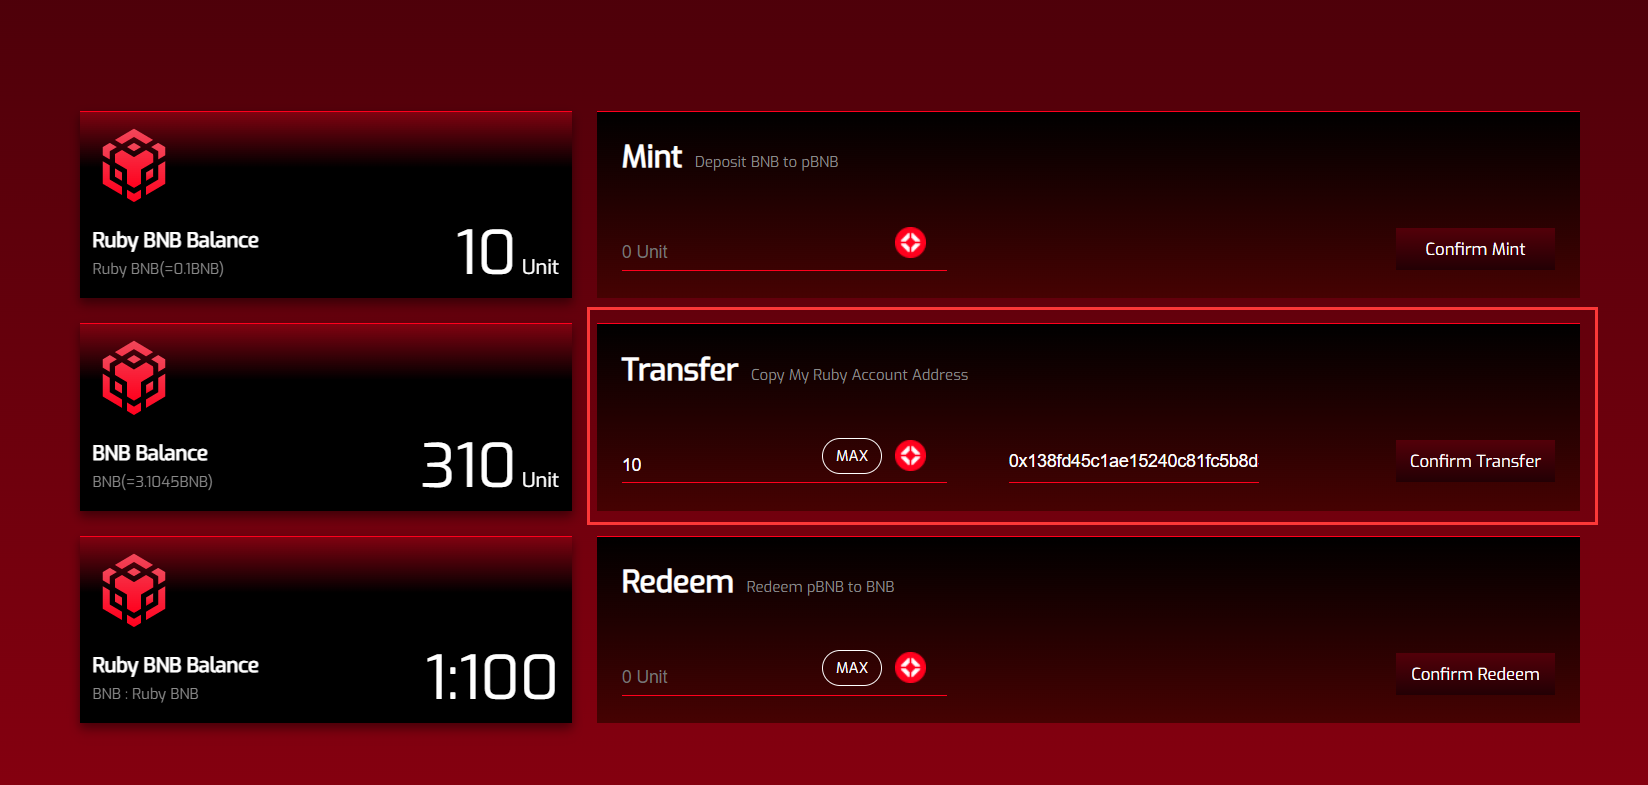 Ruby BNB Balance
Ruby BNB(=0.1BNB)
10 Unit
Mint Deposit BNB to pBNB
0 Unit
Confirm Mint
BNB Balance
BNB(=3.1045BNB)
310 Unit
Transfer Copy My Ruby Account Address
10
MAX
0x138fd45c1ae15240c81fc5b8d
Confirm Transfer
Ruby BNB Balance
BNB : Ruby BNB
1:100
Redeem Redeem pBNB to BNB
0 Unit
MAX
Confirm Redeem